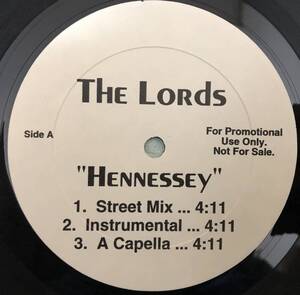 The Lords
Side A
For Promotional
Use Only.
Not For Sale.
"Hennessey"
1. Street Mix ... 4:11
2. Instrumental ... 4:11
3. A Capella ... 4:11